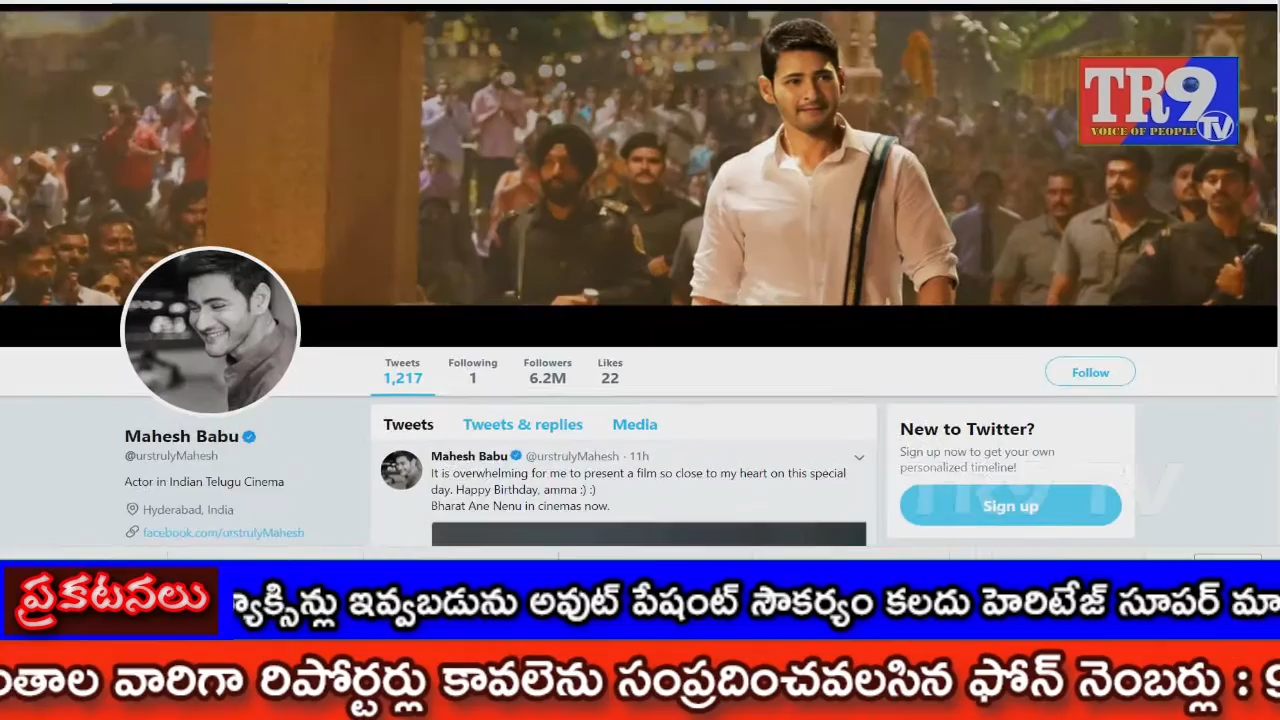 TR9
VOICE OF PEOPLE TV
Tweets Following Followers Likes
1,217 1 6.2M 22
Follow
Mahesh Babu
@urstrulyMahesh
Actor in Indian Telugu Cinema
Hyderabad, India
facebook.com/urstrulyMahesh
Tweets Tweets & replies Media
Mahesh Babu @urstrulyMahesh · 11h
It is overwhelming for me to present a film so close to my heart on this special
day. Happy Birthday, amma :) :)
Bharat Ane Nenu in cinemas now.
New to Twitter?
Sign up now to get your own
personalized timeline!
Sign up
TR9 TV
ప్రకటనలు
ఇవ్వబడును అవుట్ పేషంట్ సౌకర్యం కలదు హెరిటేజ్ సూపర్
వారిగా రిపోర్టర్లు కావలెను సంప్రదించవలసిన ఫోన్ నెంబర్లు : 9